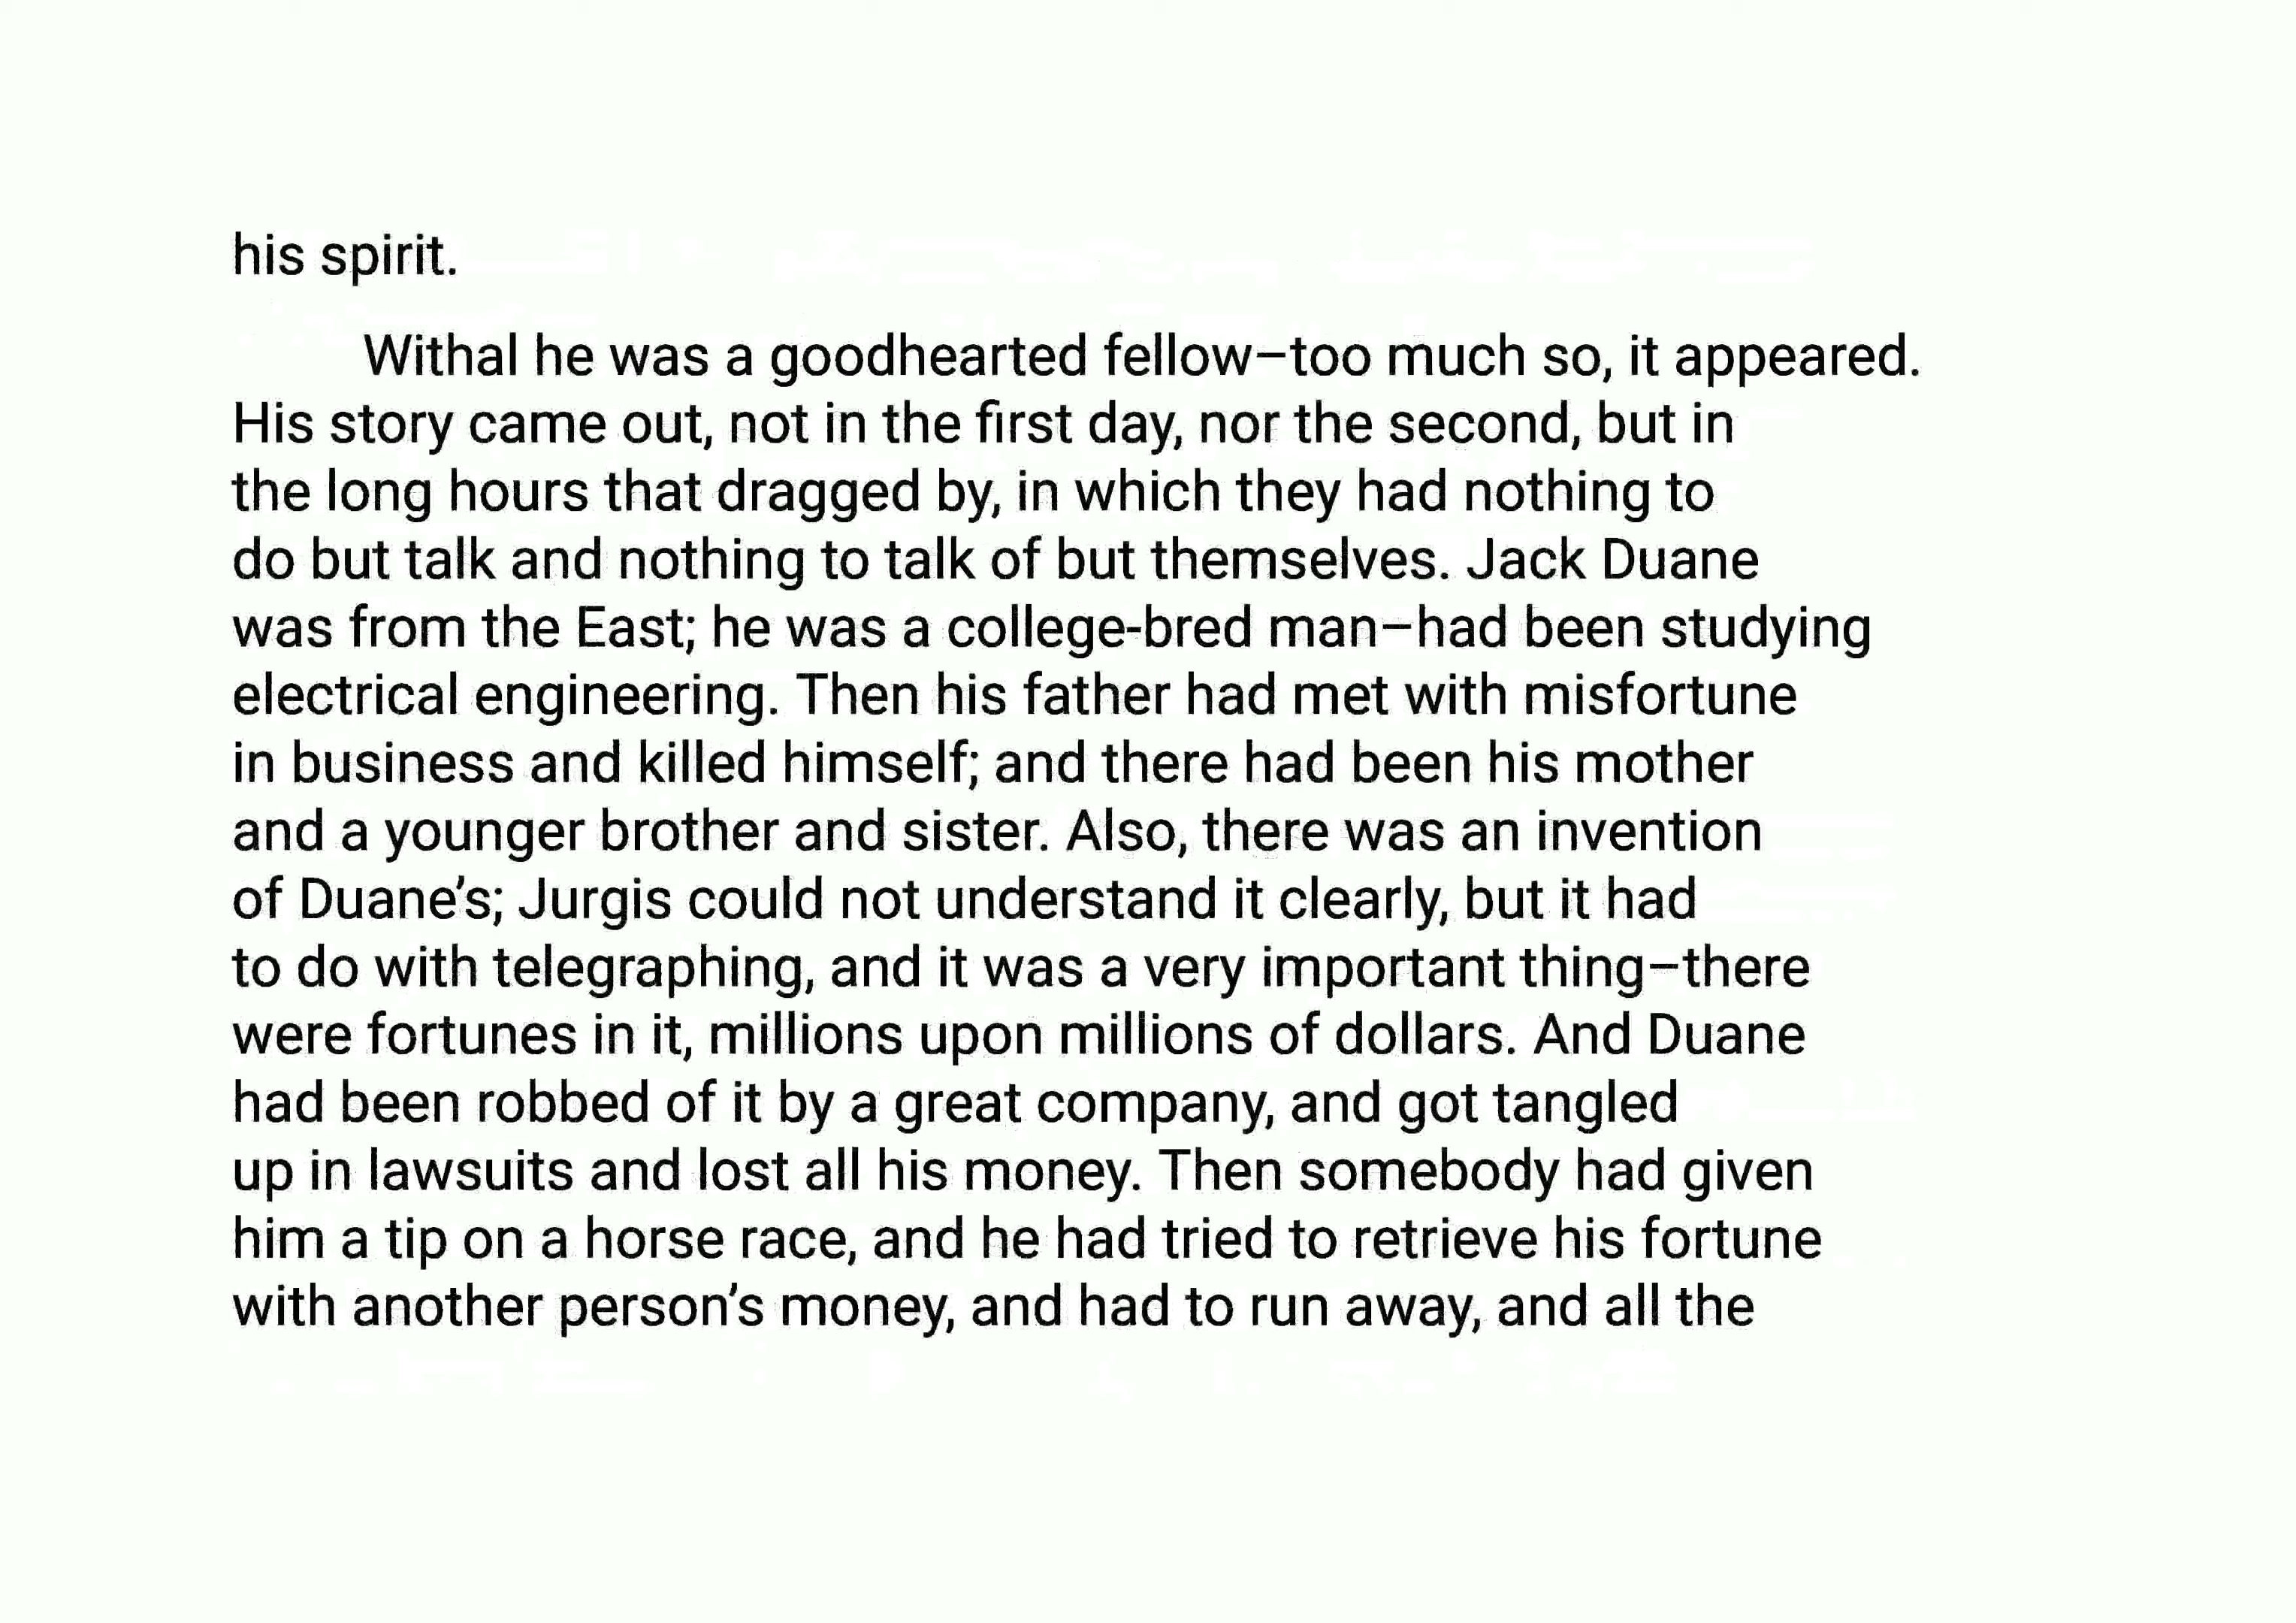 his spirit.
Withal he was a goodhearted fellow–too much so, it appeared.
His story came out, not in the first day, nor the second, but in
the long hours that dragged by, in which they had nothing to
do but talk and nothing to talk of but themselves. Jack Duane
was from the East; he was a college-bred man–had been studying
electrical engineering. Then his father had met with misfortune
in business and killed himself; and there had been his mother
and a younger brother and sister. Also, there was an invention
of Duane’s; Jurgis could not understand it clearly, but it had
to do with telegraphing, and it was a very important thing–there
were fortunes in it, millions upon millions of dollars. And Duane
had been robbed of it by a great company, and got tangled
up in lawsuits and lost all his money. Then somebody had given
him a tip on a horse race, and he had tried to retrieve his fortune
with another person’s money, and had to run away, and all the